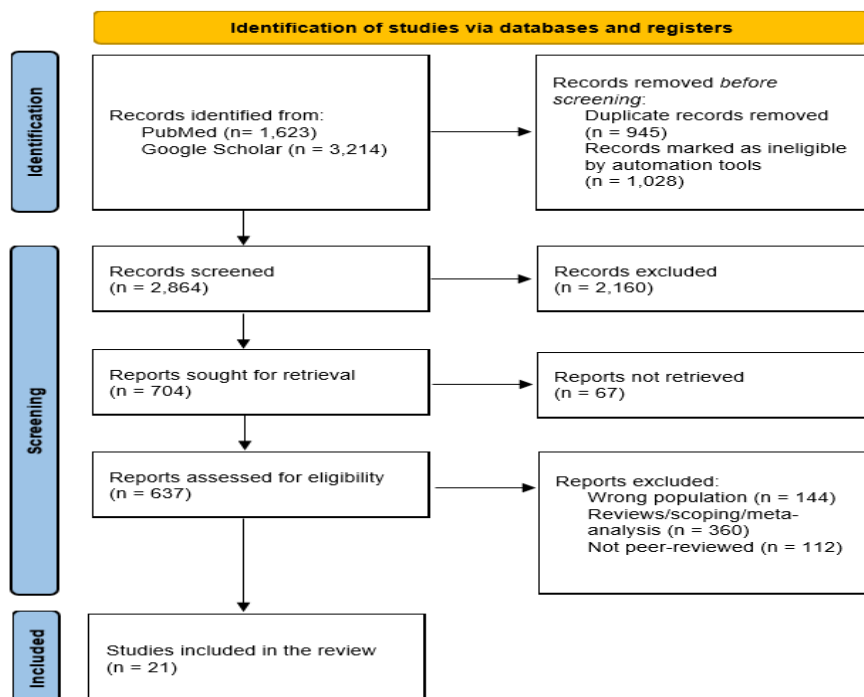 Identification of studies via databases and registers
Identification
Records identified from:
PubMed (n= 1,623)
Google Scholar (n = 3,214)
Records removed before
screening:
Duplicate records removed
(n = 945)
Records marked as ineligible
by automation tools
(n = 1,028)
Screening
Records screened
(n = 2,864)
Records excluded
(n = 2,160)
Reports sought for retrieval
(n = 704)
Reports not retrieved
(n = 67)
Reports assessed for eligibility
(n = 637)
Reports excluded:
Wrong population (n = 144)
Reviews/scoping/meta-
analysis (n = 360)
Not peer-reviewed (n = 112)
Included
Studies included in the review
(n = 21)